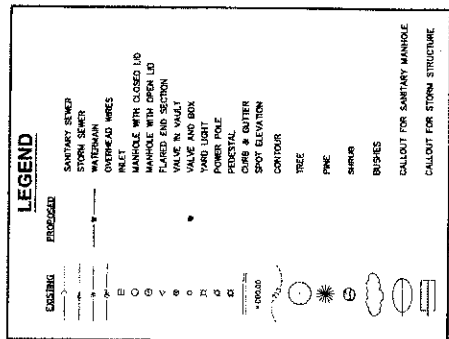 LEGEND
EXISTING PROPOSED
SANITARY SEWER
STORM SEWER
WATERMAIN
OVERHEAD WIRES
INLET
MANHOLE WITH CLOSED LID
MANHOLE WITH OPEN LID
FLARED END SECTION
VALVE IN VAULT
VALVE AND BOX
YARD LIGHT
POWER POLE
PEDESTAL
CURB & GUTTER
×000.00 SPOT ELEVATION
CONTOUR
TREE
PINE
SHRUB
BUSHES
CALLOUT FOR SANITARY MANHOLE
CALLOUT FOR STORM STRUCTURE